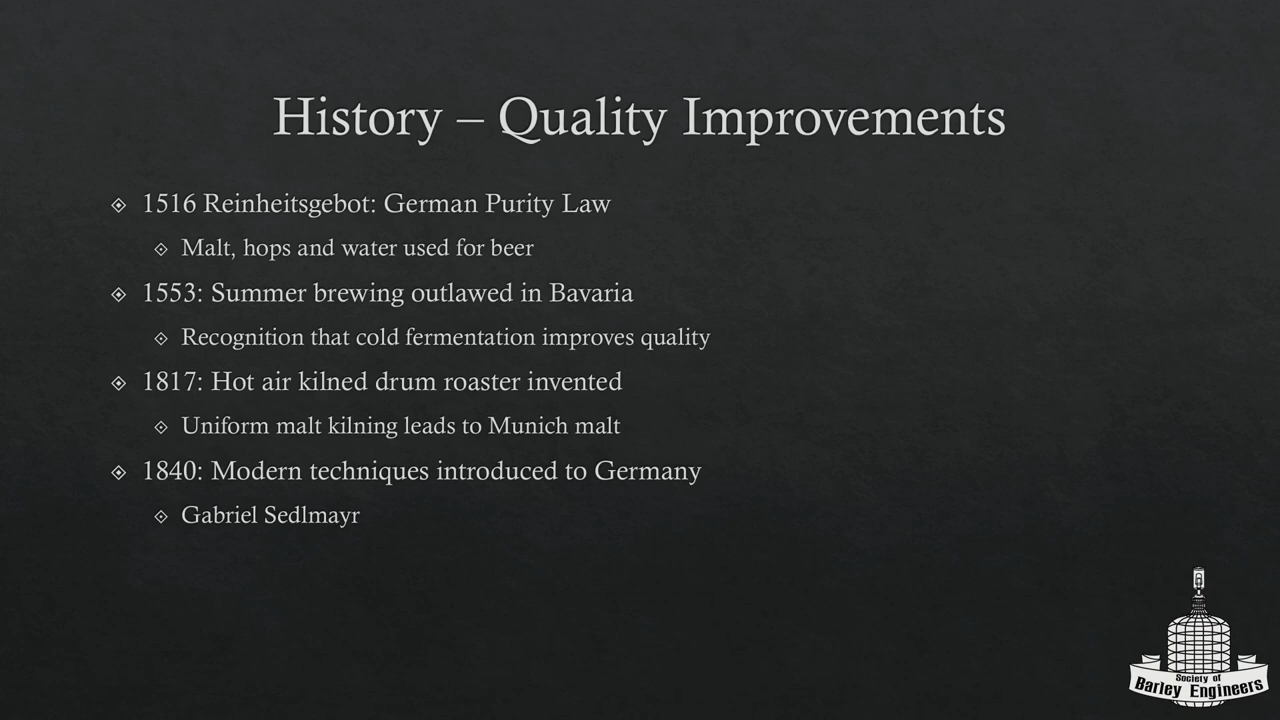 History – Quality Improvements
1516 Reinheitsgebot: German Purity Law
Malt, hops and water used for beer
1553: Summer brewing outlawed in Bavaria
Recognition that cold fermentation improves quality
1817: Hot air kilned drum roaster invented
Uniform malt kilning leads to Munich malt
1840: Modern techniques introduced to Germany
Gabriel Sedlmayr
Society of
Barley Engineers